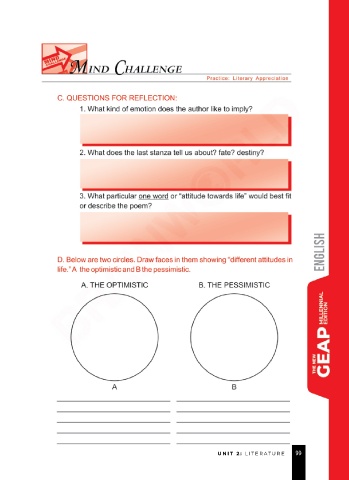 MIND CHALLENGE
Practice: Literary Appreciation
C. QUESTIONS FOR REFLECTION:
1. What kind of emotion does the author like to imply?
2. What does the last stanza tell us about? fate? destiny?
3. What particular one word or “attitude towards life” would best fit
or describe the poem?
D. Below are two circles. Draw faces in them showing “different attitudes in
life.” A the optimistic and B the pessimistic.
A. THE OPTIMISTIC B. THE PESSIMISTIC
A B
ENGLISH
THE NEW GEAP MILLENNIAL EDITION
UNIT 2: LITERATURE 99